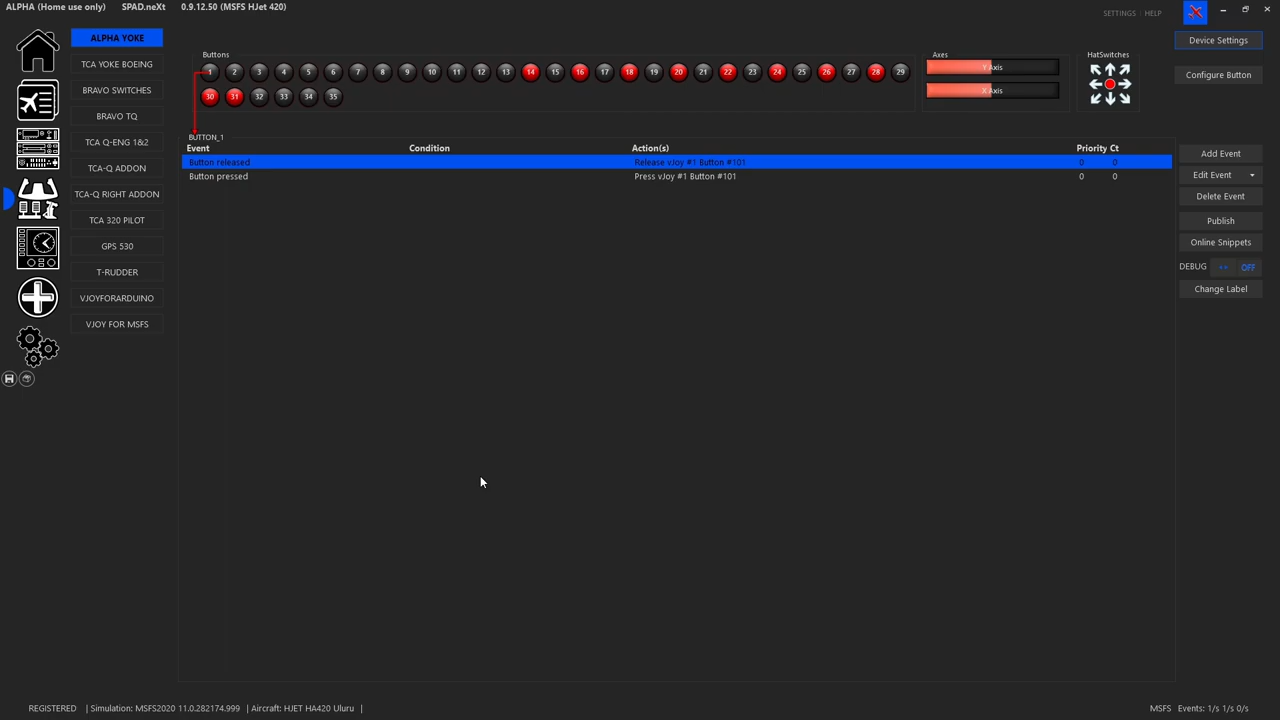 ALPHA (Home use only) SPAD.neXt 0.9.12.50 (MSFS HJet 420)
SETTINGS | HELP
ALPHA YOKE
TCA YOKE BOEING
BRAVO SWITCHES
BRAVO TQ
TCA Q-ENG 1&2
TCA-Q ADDON
TCA-Q RIGHT ADDON
TCA 320 PILOT
GPS 530
T-RUDDER
VJOYFORARDUINO
VJOY FOR MSFS
Buttons
1 2 3 4 5 6 7 8 9 10 11 12 13 14 15 16 17 18 19 20 21 22 23 24 25 26 27 28 29
30 31 32 33 34 35
Axes
Y Axis
X Axis
HatSwitches
Device Settings
Configure Button
BUTTON_1
Event Condition Action(s) Priority Ct
Button released Release vJoy #1 Button #101 0 0
Button pressed Press vJoy #1 Button #101 0 0
Add Event
Edit Event
Delete Event
Publish
Online Snippets
DEBUG ++ OFF
Change Label
REGISTERED | Simulation: MSFS2020 11.0.282174.999 | Aircraft: HJET HA420 Uluru |
MSFS Events: 1/s 1/s 0/s